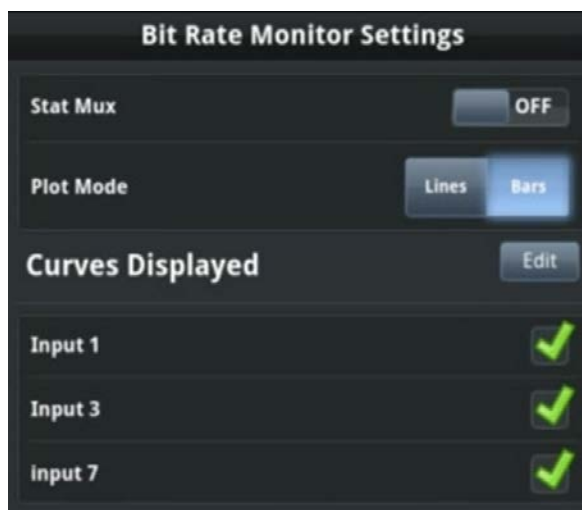 Bit Rate Monitor Settings
Stat Mux OFF
Plot Mode Lines Bars
Curves Displayed Edit
Input 1
Input 3
input 7